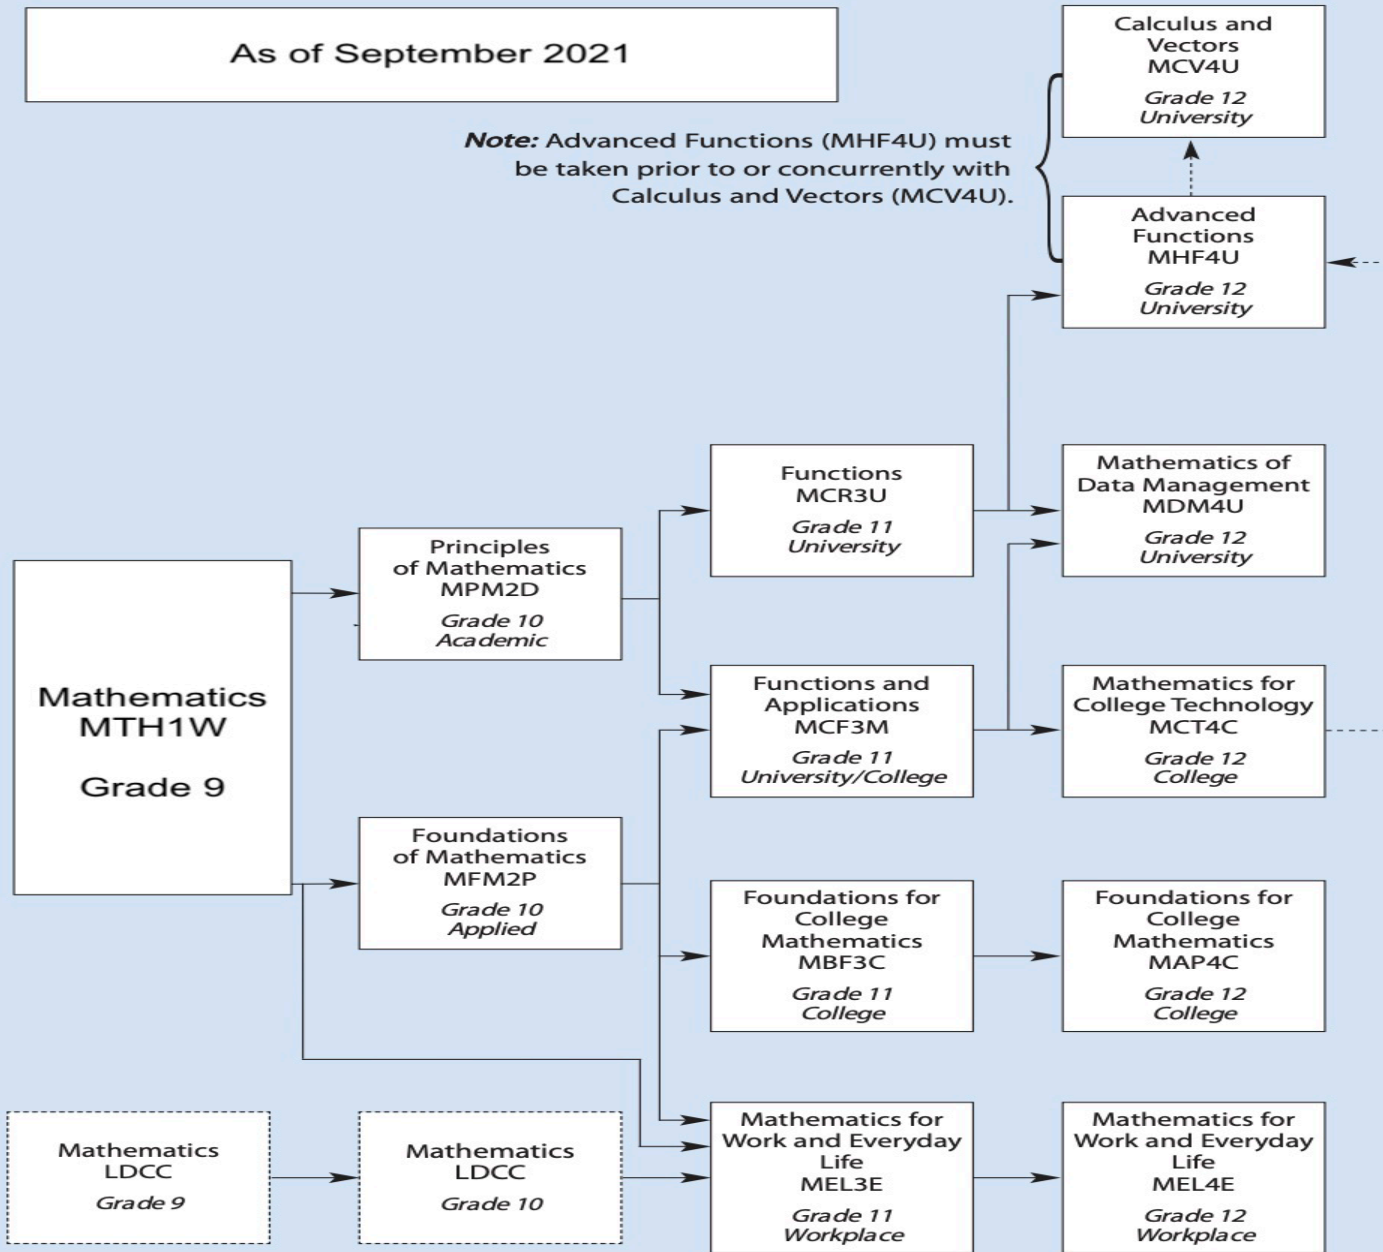 As of September 2021
Calculus and
Vectors
MCV4U
Grade 12
University
Note: Advanced Functions (MHF4U) must
be taken prior to or concurrently with
Calculus and Vectors (MCV4U).
Advanced
Functions
MHF4U
Grade 12
University
Functions
MCR3U
Grade 11
University
Mathematics of
Data Management
MDM4U
Grade 12
University
Principles
of Mathematics
MPM2D
Grade 10
Academic
Mathematics
MTH1W
Grade 9
Functions and
Applications
MCF3M
Grade 11
University/College
Mathematics for
College Technology
MCT4C
Grade 12
College
Foundations
of Mathematics
MFM2P
Grade 10
Applied
Foundations for
College
Mathematics
MBF3C
Grade 11
College
Foundations for
College
Mathematics
MAP4C
Grade 12
College
Mathematics
LDCC
Grade 9
Mathematics
LDCC
Grade 10
Mathematics for
Work and Everyday
Life
MEL3E
Grade 11
Workplace
Mathematics for
Work and Everyday
Life
MEL4E
Grade 12
Workplace